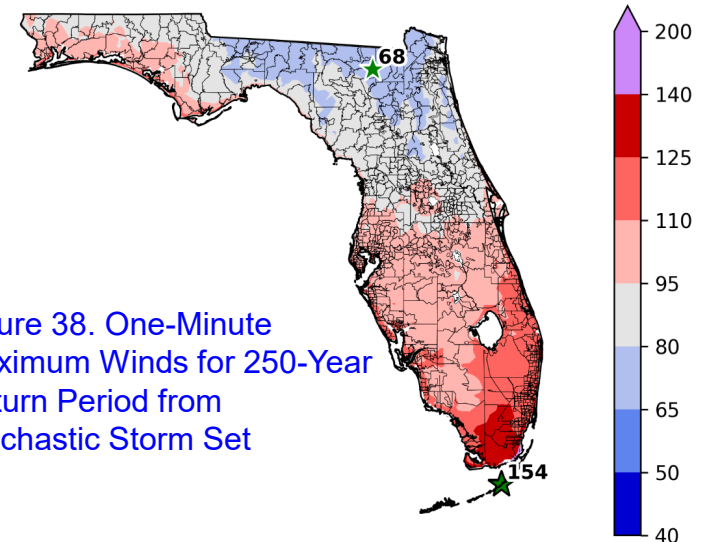 200
68
140
125
110
95
ure 38. One-Minute
ximum Winds for 250-Year
turn Period from
chastic Storm Set
80
65
50
154
40